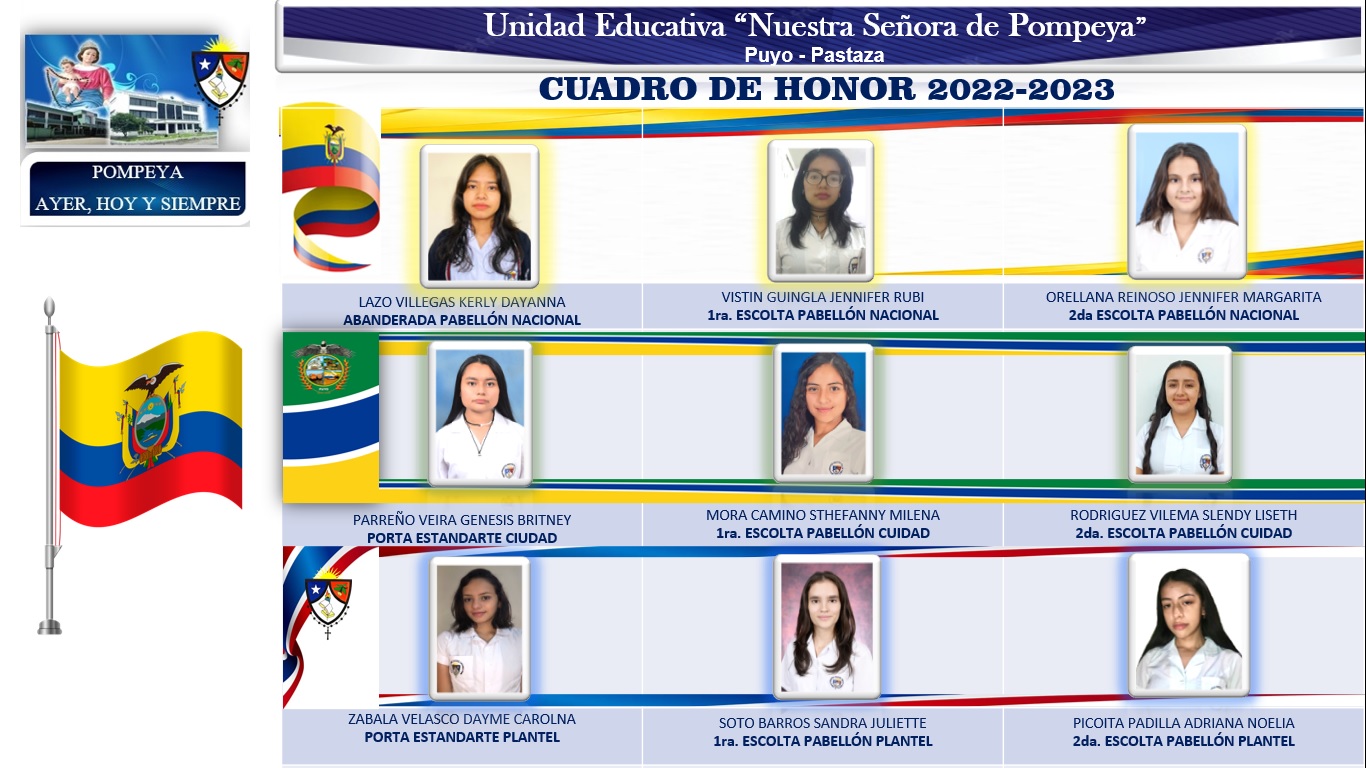 Unidad Educativa “Nuestra Señora de Pompeya”
Puyo - Pastaza
CUADRO DE HONOR 2022-2023
POMPEYA
AYER, HOY Y SIEMPRE
LAZO VILLEGAS KERLY DAYANNA
ABANDERADA PABELLÓN NACIONAL
VISTIN GUINGLA JENNIFER RUBI
1ra. ESCOLTA PABELLÓN NACIONAL
ORELLANA REINOSO JENNIFER MARGARITA
2da ESCOLTA PABELLÓN NACIONAL
PARREÑO VEIRA GENESIS BRITNEY
PORTA ESTANDARTE CIUDAD
MORA CAMINO STHEFANNY MILENA
1ra. ESCOLTA PABELLÓN CUIDAD
RODRIGUEZ VILEMA SLENDY LISETH
2da. ESCOLTA PABELLÓN CUIDAD
ZABALA VELASCO DAYME CAROLNA
PORTA ESTANDARTE PLANTEL
SOTO BARROS SANDRA JULIETTE
1ra. ESCOLTA PABELLÓN PLANTEL
PICOITA PADILLA ADRIANA NOELIA
2da. ESCOLTA PABELLÓN PLANTEL